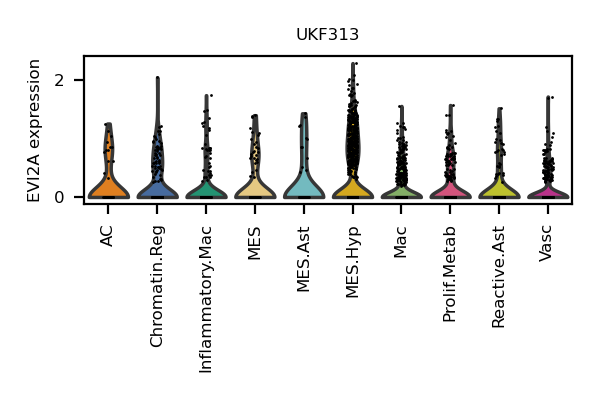 UKF313
EVI2A expression
2
0
AC
Chromatin.Reg
Inflammatory.Mac
MES
MES.Ast
MES.Hyp
Mac
Prolif.Metab
Reactive.Ast
Vasc